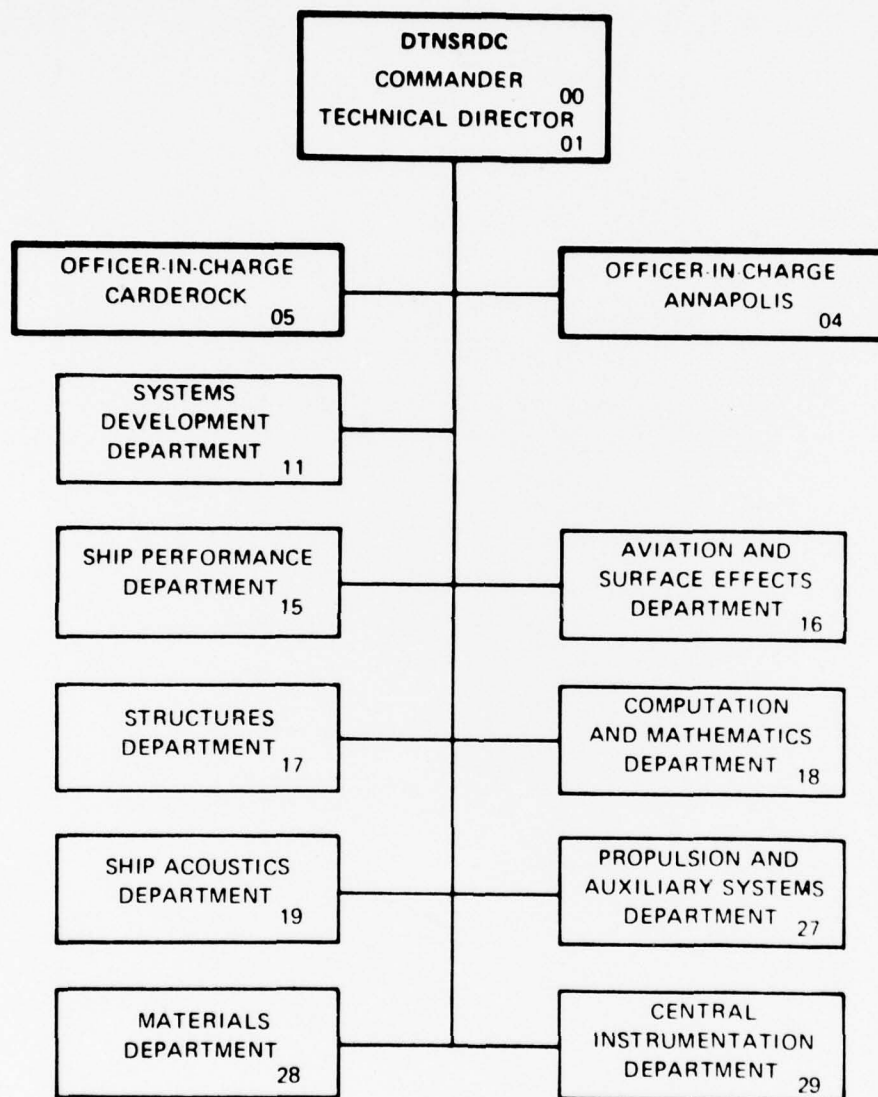 DTNSRDC
COMMANDER
00
TECHNICAL DIRECTOR
01
OFFICER-IN-CHARGE
CARDEROCK
05
OFFICER-IN-CHARGE
ANNAPOLIS
04
SYSTEMS
DEVELOPMENT
DEPARTMENT
11
SHIP PERFORMANCE
DEPARTMENT
15
AVIATION AND
SURFACE EFFECTS
DEPARTMENT
16
STRUCTURES
DEPARTMENT
17
COMPUTATION
AND MATHEMATICS
DEPARTMENT
18
SHIP ACOUSTICS
DEPARTMENT
19
PROPULSION AND
AUXILIARY SYSTEMS
DEPARTMENT
27
MATERIALS
DEPARTMENT
28
CENTRAL
INSTRUMENTATION
DEPARTMENT
29